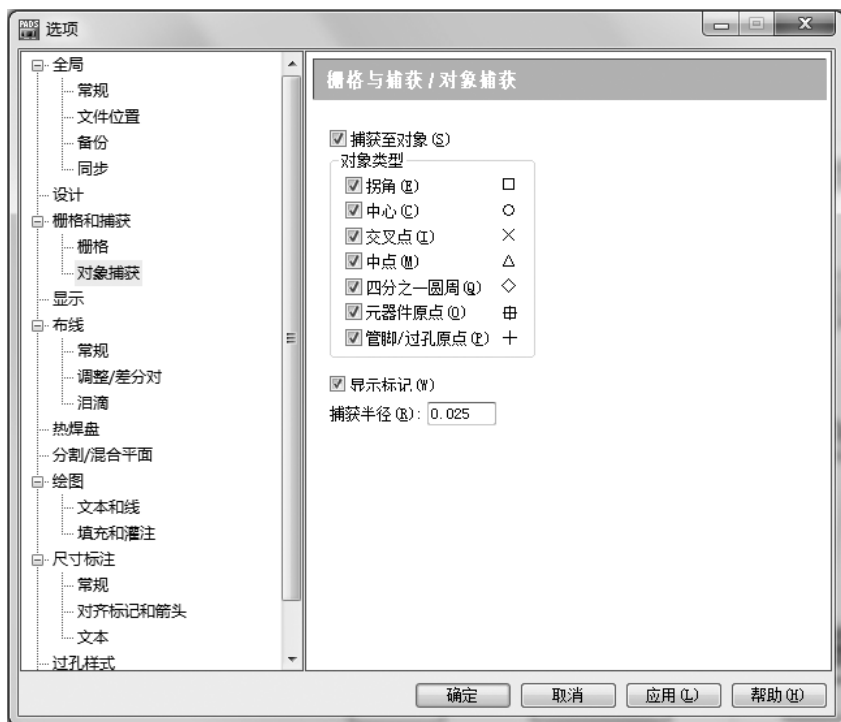 PADS 选项
全局
常规
文件位置
备份
同步
设计
栅格和捕获
栅格
对象捕获
显示
布线
常规
调整/差分对
泪滴
热焊盘
分割/混合平面
绘图
文本和线
填充和灌注
尺寸标注
常规
对齐标记和箭头
文本
过孔样式
栅格与捕获 / 对象捕获
捕获至对象(S)
对象类型
拐角(E)
中心(C)
交叉点(I)
中点(M)
四分之一圆周(Q)
元器件原点(O)
管脚/过孔原点(P)
显示标记(W)
捕获半径(R): 0.025
确定 取消 应用(L) 帮助(H)